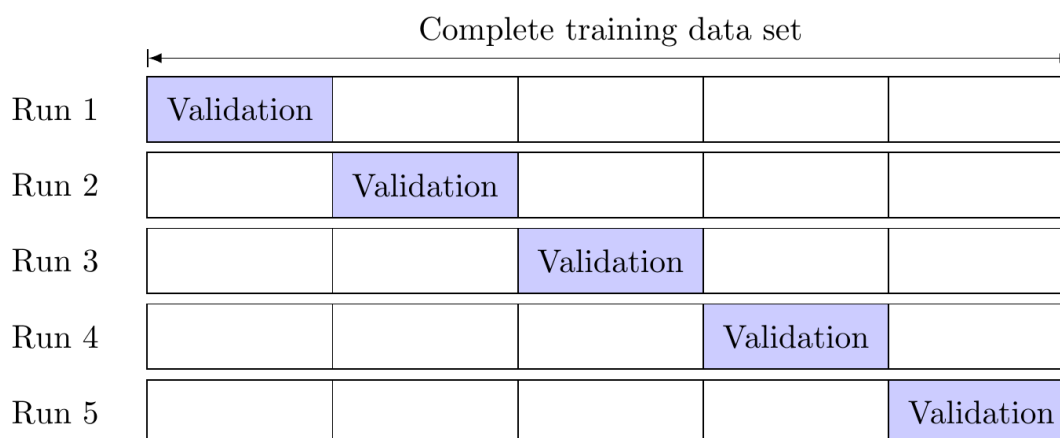 Complete training data set
Run 1 Validation
Run 2 Validation
Run 3 Validation
Run 4 Validation
Run 5 Validation